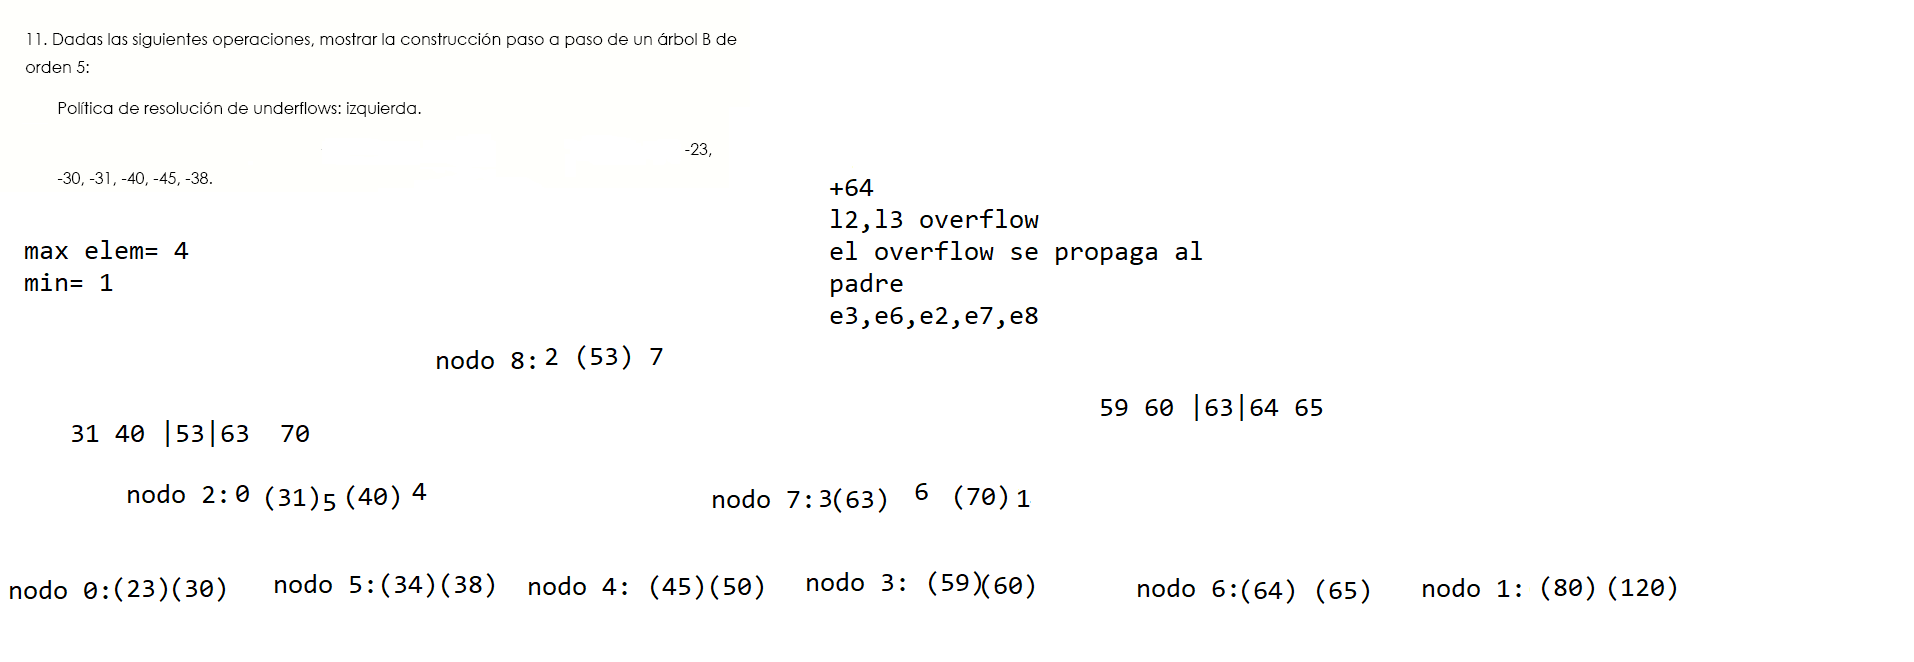 11. Dadas las siguientes operaciones, mostrar la construcción paso a paso de un árbol B de
orden 5:
Política de resolución de underflows: izquierda.
-23,
-30, -31, -40, -45, -38.
+64
l2,l3 overflow
el overflow se propaga al
padre
e3,e6,e2,e7,e8
max elem= 4
min= 1
nodo 8: 2 (53) 7
59 60 |63|64 65
31 40 |53|63 70
nodo 2: 0 (31) 5 (40) 4
nodo 7: 3(63) 6 (70) 1
nodo 0:(23)(30)
nodo 5:(34)(38)
nodo 4: (45)(50)
nodo 3: (59)(60)
nodo 6:(64) (65)
nodo 1: (80) (120)